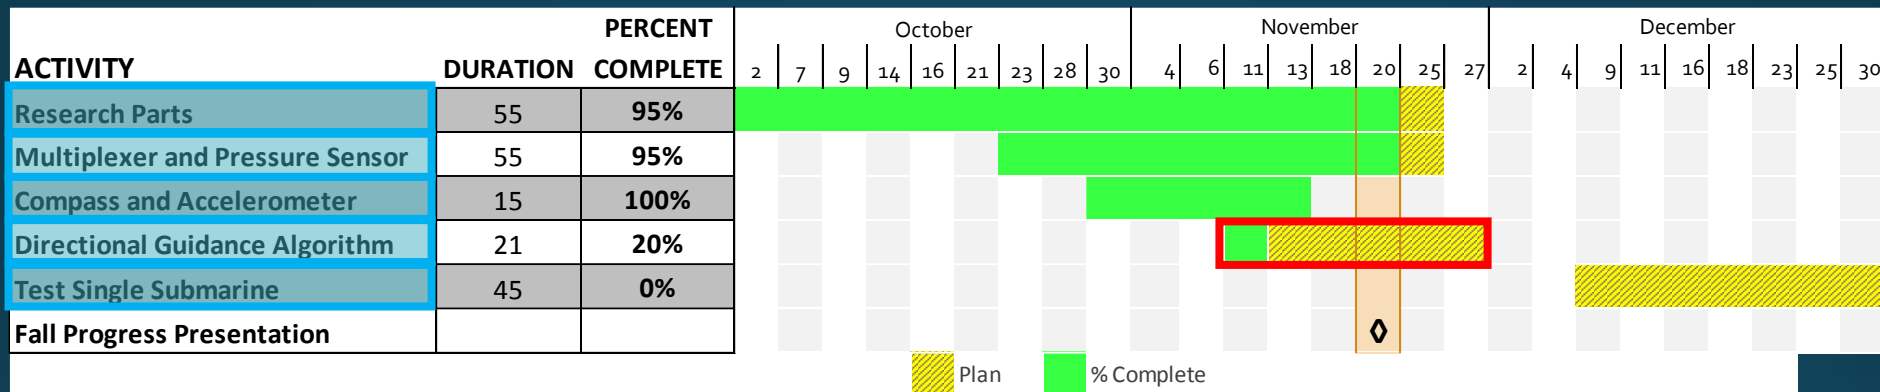 PERCENT October November December
ACTIVITY DURATION COMPLETE 2 7 9 14 16 21 23 28 30 4 6 11 13 18 20 25 27 2 4 9 11 16 18 23 25 30
Research Parts 55 95%
Multiplexer and Pressure Sensor 55 95%
Compass and Accelerometer 15 100%
Directional Guidance Algorithm 21 20%
Test Single Submarine 45 0%
Fall Progress Presentation ◊
Plan % Complete